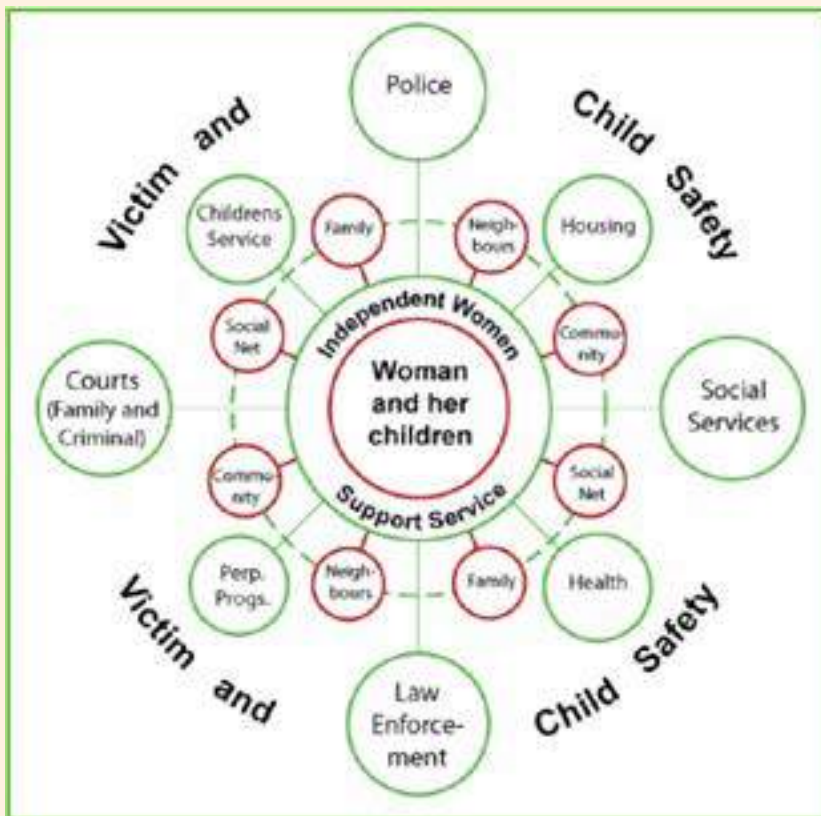 Police
Victim and
Child Safety
Childrens
Service
Family
Neigh-
bours
Housing
Social
Net
Independent Women
Commu-
nity
Courts
(Family and
Criminal)
Woman
and her
children
Social
Services
Commu-
nity
Support Service
Social
Net
Perp.
Progs.
Neigh-
bours
Family
Health
Victim and
Child Safety
Law
Enforce-
ment